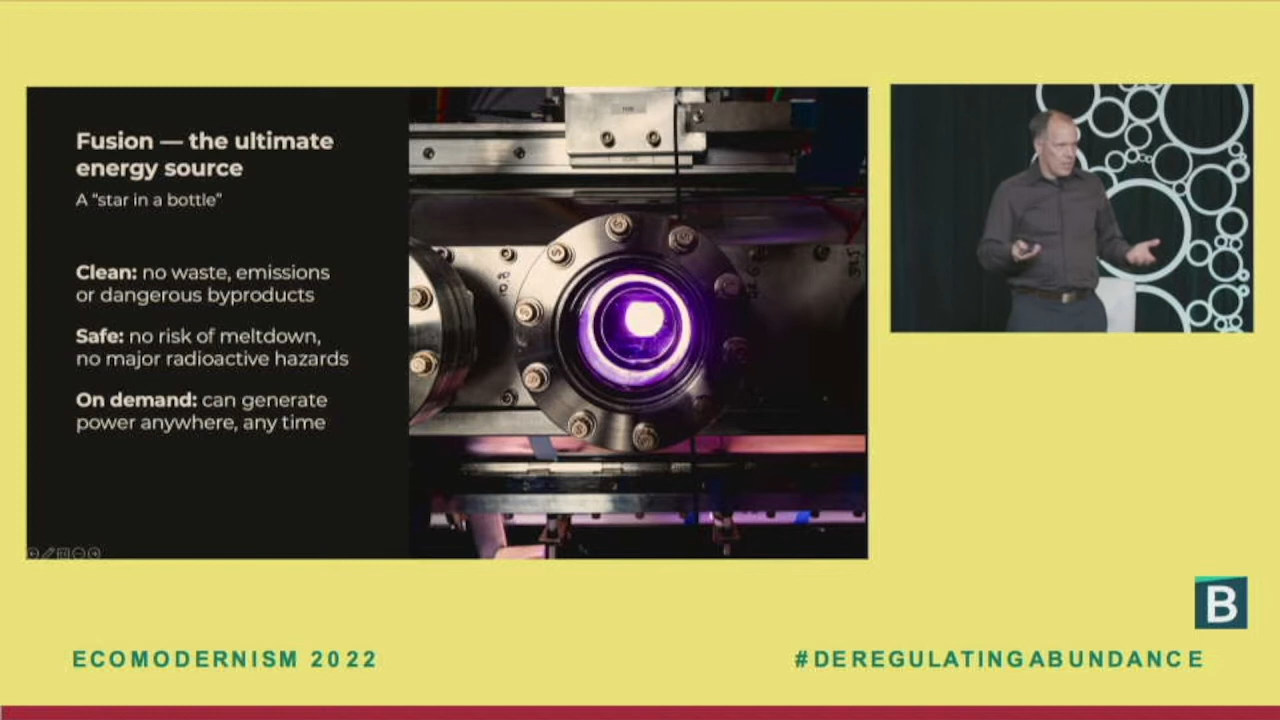 Fusion — the ultimate
energy source
A “star in a bottle”
Clean: no waste, emissions
or dangerous byproducts
Safe: no risk of meltdown,
no major radioactive hazards
On demand: can generate
power anywhere, any time
B
ECOMODERNISM 2022
#DEREGULATINGABUNDANCE